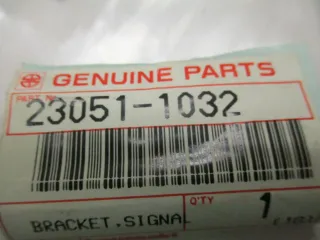 GENUINE PARTS
PART NO.
23051-1032
Q'TY
1
BRACKET,SIGNAL